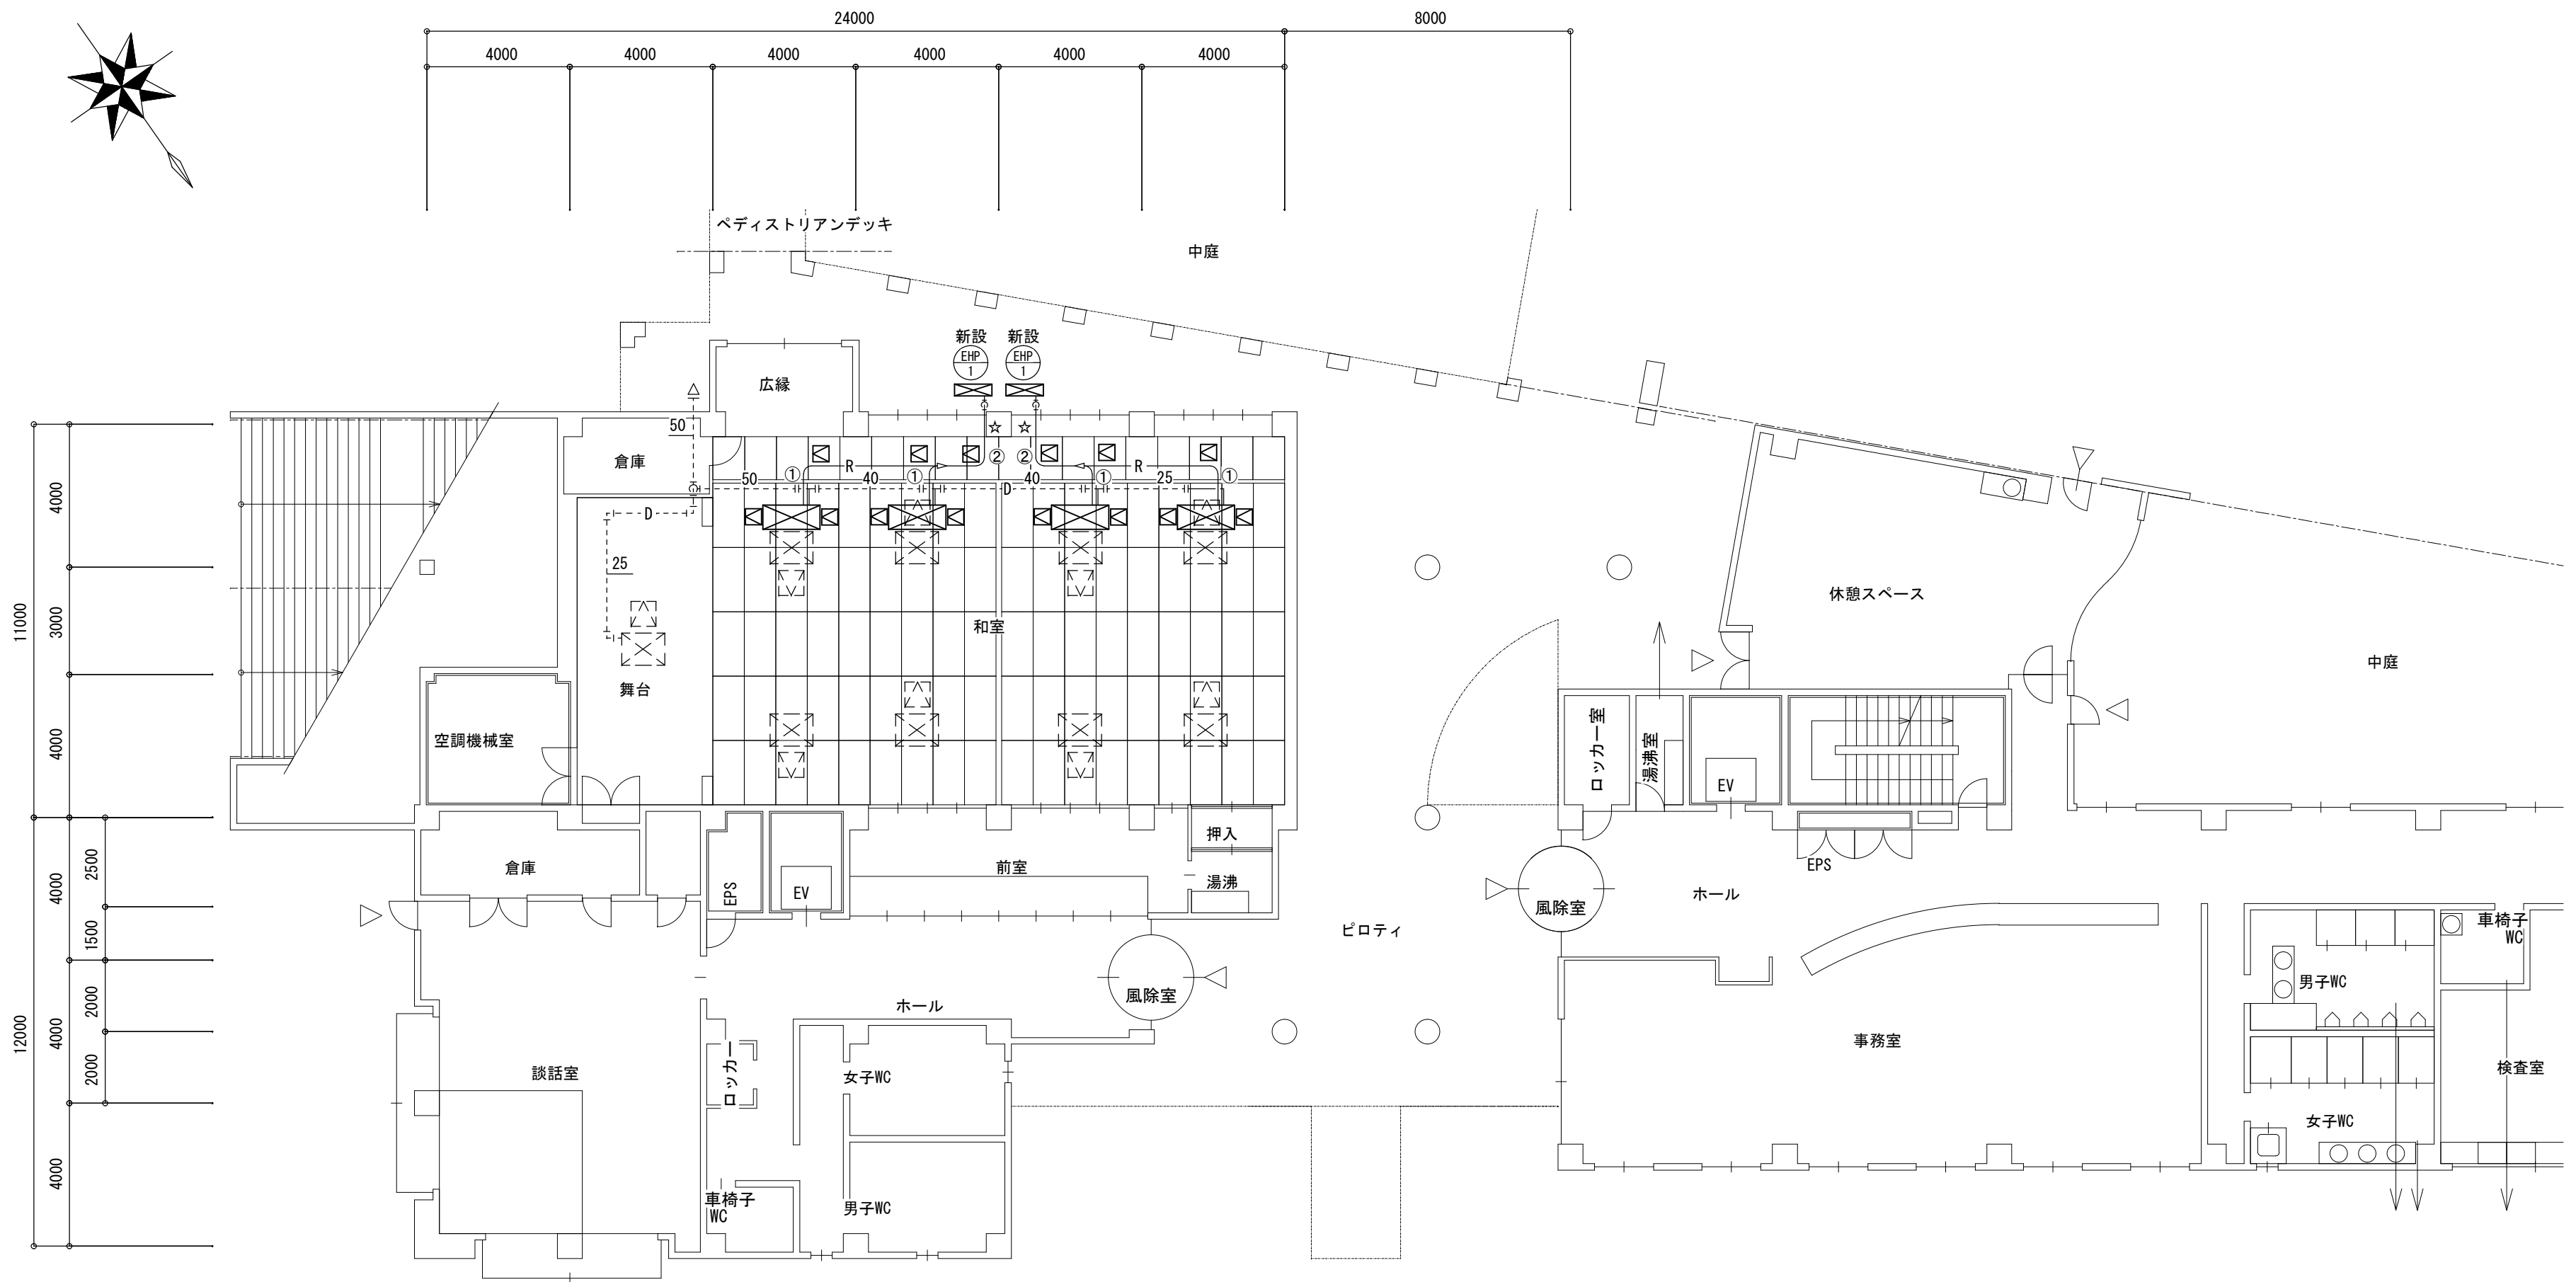 24000
8000
4000
4000
4000
4000
4000
4000
ペディストリアンデッキ
中庭
新設
新設
EHP
1
EHP
1
広縁
50
倉庫
☆
☆
②
②
R
R
50
①
40
①
D
40
①
25
①
D
25
和室
舞台
空調機械室
休憩スペース
中庭
11000
4000
3000
4000
ロッカー室
湯沸室
EV
EPS
押入
湯沸
前室
倉庫
EPS
EV
ホール
風除室
ピロティ
風除室
ホール
12000
4000
4000
4000
2500
1500
2000
2000
談話室
ロッカー
女子WC
男子WC
車椅子
WC
事務室
車椅子
WC
男子WC
女子WC
検査室